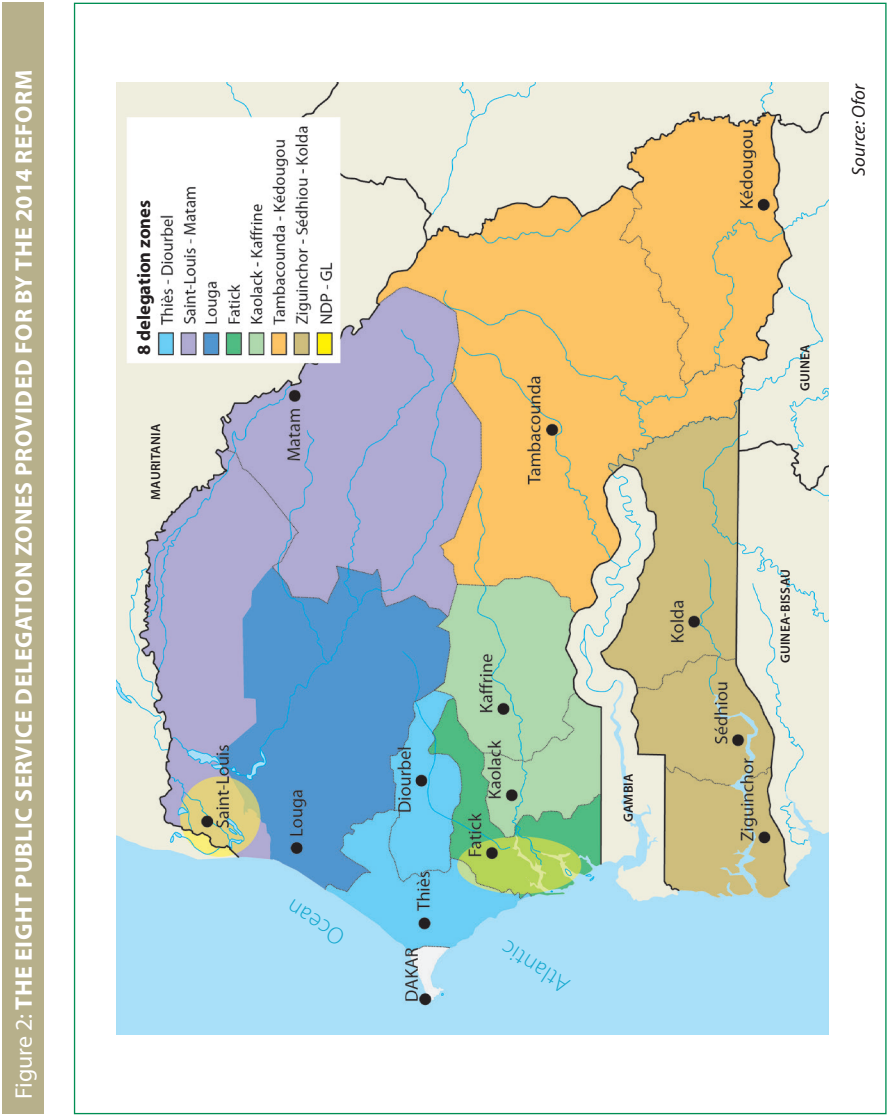 Figure 2: THE EIGHT PUBLIC SERVICE DELEGATION ZONES PROVIDED FOR BY THE 2014 REFORM
8 delegation zones
Thiès - Diourbel
Saint-Louis - Matam
Louga
Fatick
Kaolack - Kaffrine
Tambacounda - Kédougou
Ziguinchor - Sédhiou - Kolda
NDP - GL
MAURITANIA
Saint-Louis
Matam
Louga
Ocean
Diourbel
Thiès
DAKAR
Atlantic
Fatick
Kaolack
Kaffrine
Tambacounda
GAMBIA
Kolda
Sédhiou
Ziguinchor
Kédougou
GUINEA-BISSAU
GUINEA
Source: Ofor